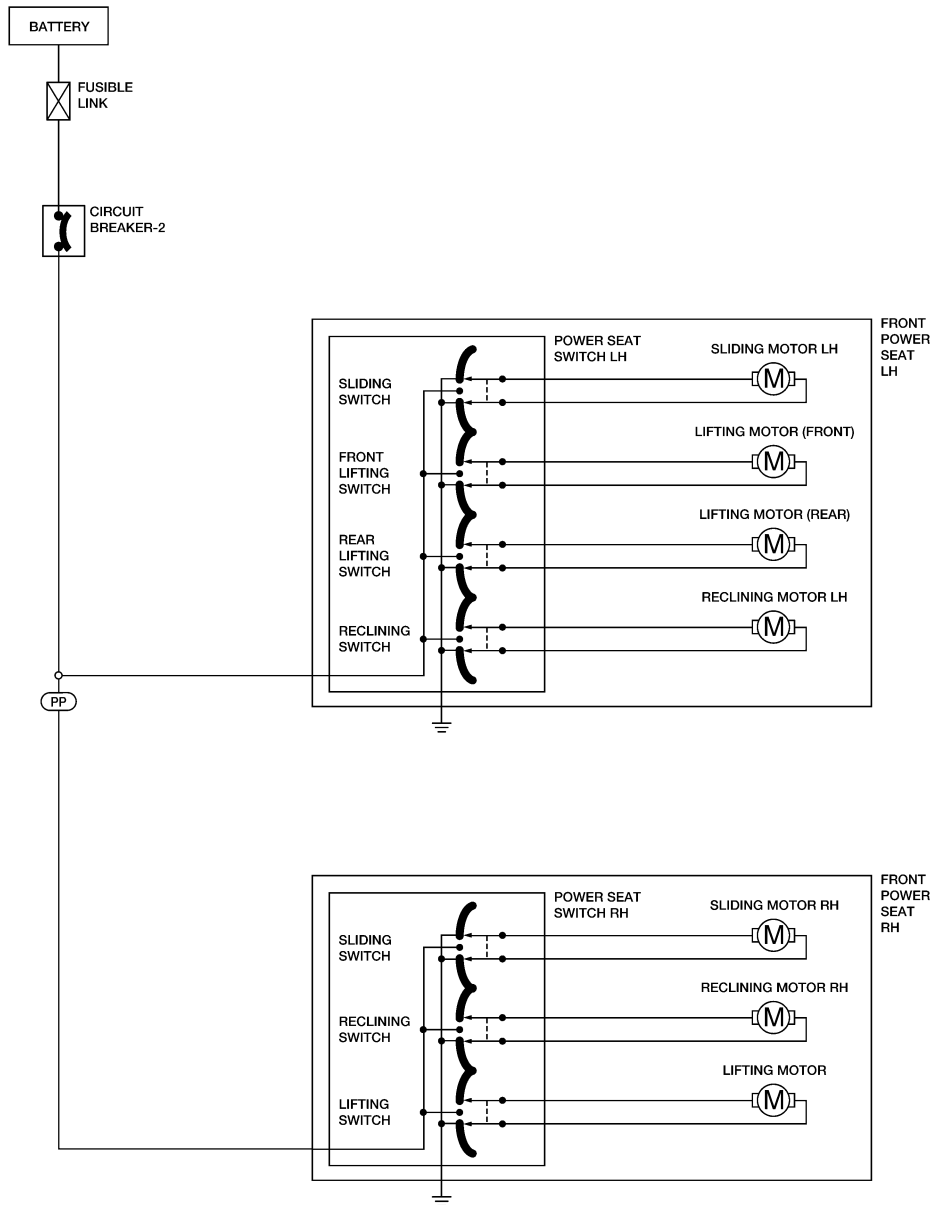 BATTERY
FUSIBLE
LINK
CIRCUIT
BREAKER-2
FRONT
POWER
SEAT
LH
POWER SEAT
SWITCH LH
SLIDING MOTOR LH
SLIDING
SWITCH
M
LIFTING MOTOR (FRONT)
FRONT
LIFTING
SWITCH
M
LIFTING MOTOR (REAR)
REAR
LIFTING
SWITCH
M
RECLINING MOTOR LH
RECLINING
SWITCH
M
PP
FRONT
POWER
SEAT
RH
POWER SEAT
SWITCH RH
SLIDING MOTOR RH
SLIDING
SWITCH
M
RECLINING MOTOR RH
RECLINING
SWITCH
M
LIFTING MOTOR
LIFTING
SWITCH
M